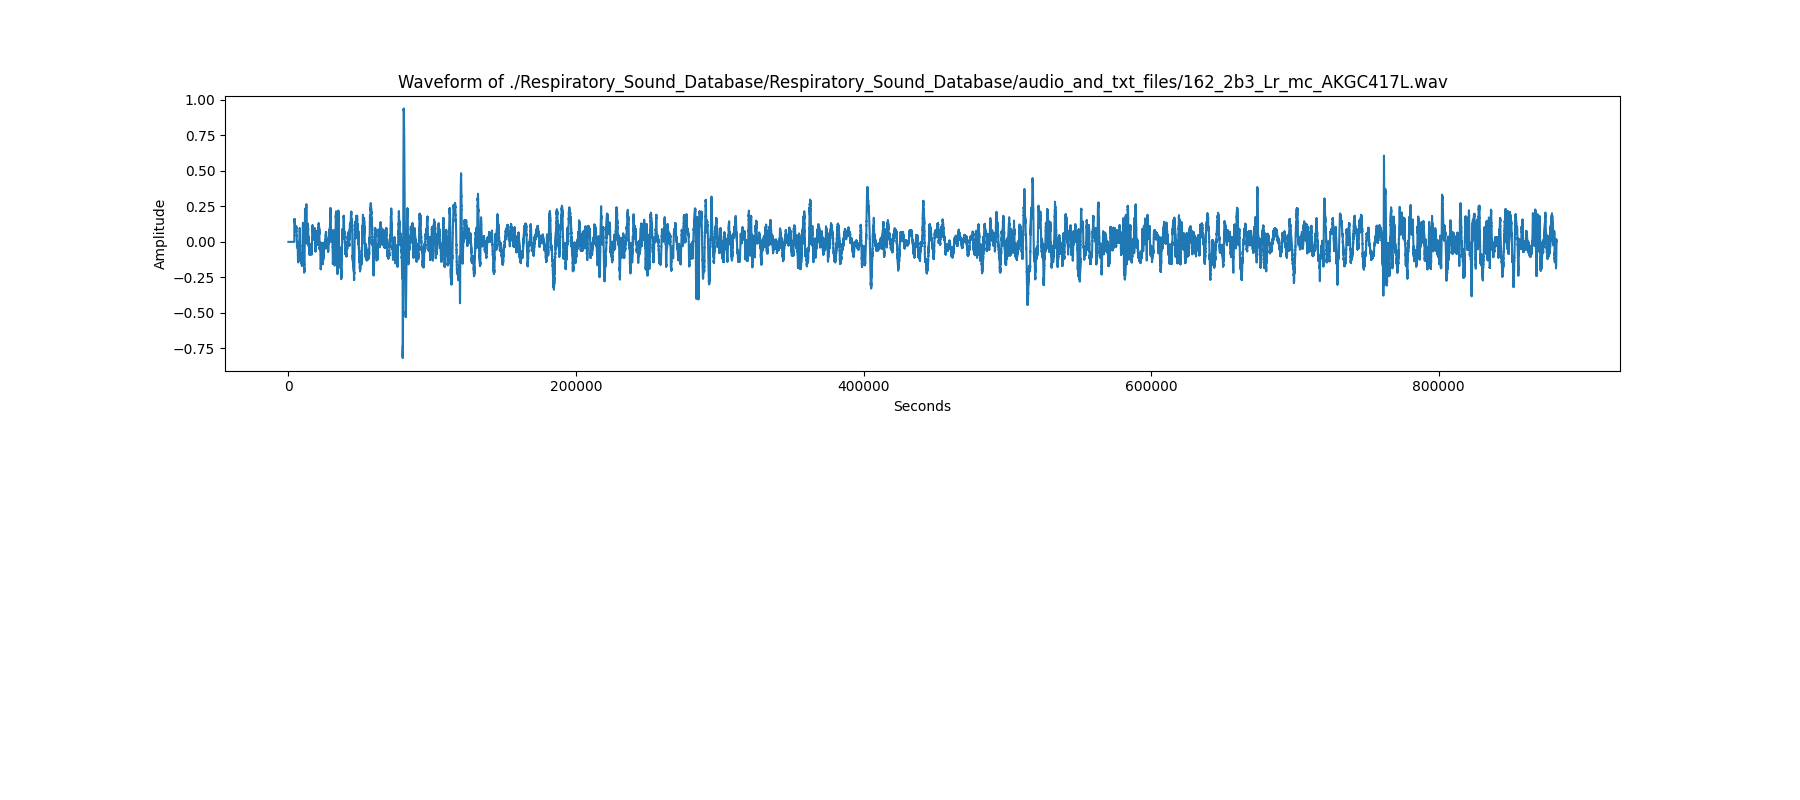 Waveform of ./Respiratory_Sound_Database/Respiratory_Sound_Database/audio_and_txt_files/162_2b3_Lr_mc_AKGC417L.wav
1.00
0.75
0.50
0.25
0.00
−0.25
−0.50
−0.75
Amplitude
0 200000 400000 600000 800000
Seconds